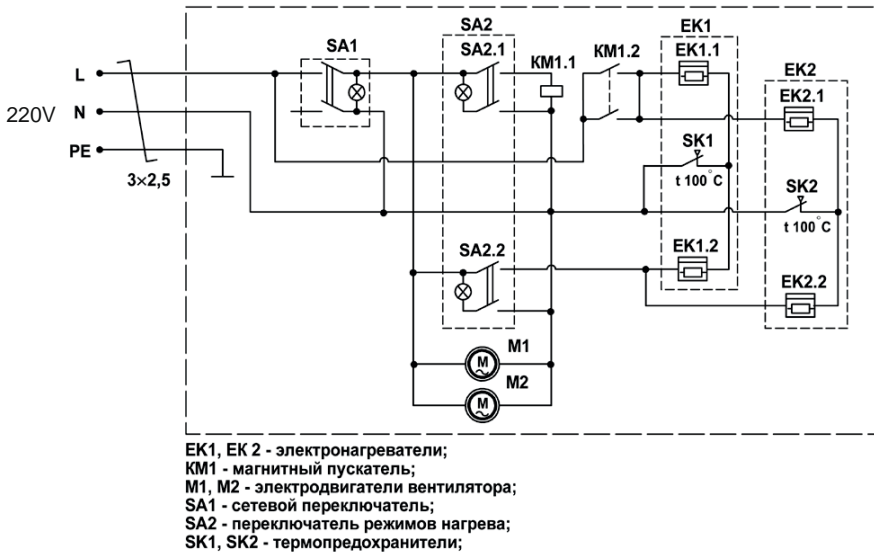 SA2
EK1
SA1
SA2.1
KM1.1
KM1.2
EK1.1
EK2
L
EK2.1
220V
N
SK1
PE
t 100°C
SK2
3×2,5
t 100°C
SA2.2
EK1.2
EK2.2
M1
M
M2
M
ЕК1, ЕК 2 - электронагреватели;
КМ1 - магнитный пускатель;
М1, М2 - электродвигатели вентилятора;
SA1 - сетевой переключатель;
SA2 - переключатель режимов нагрева;
SK1, SK2 - термопредохранители;